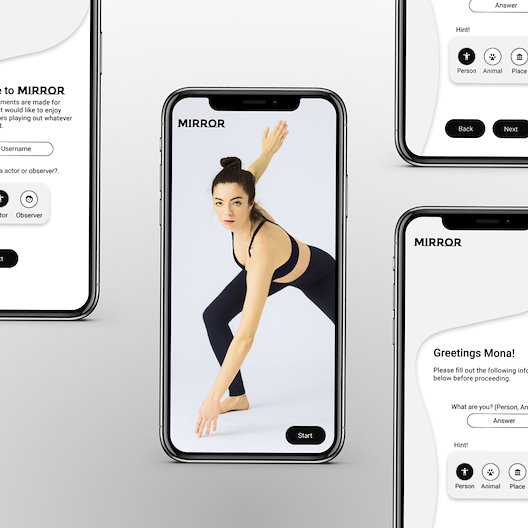 e to MIRROR
ments are made for
t would like to enjoy
es playing out whatever
d.
Username
a actor or observer?.
tor
Observer
t
MIRROR
Start
Answer
Hint!
Person
Animal
Place
Back
Next
MIRROR
Greetings Mona!
Please fill out the following info
below before proceeding.
What are you? (Person, An
Answer
Hint!
Person
Animal
Place